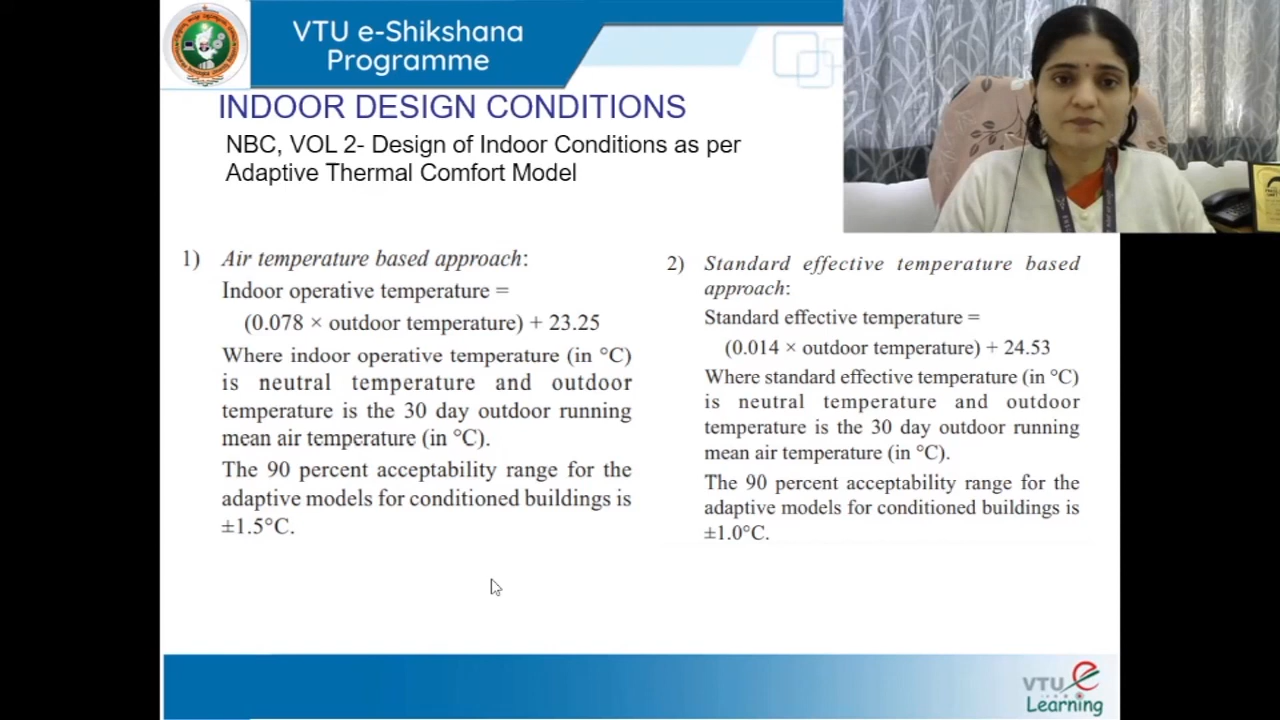 VTU e-Shikshana
Programme
INDOOR DESIGN CONDITIONS
NBC, VOL 2- Design of Indoor Conditions as per
Adaptive Thermal Comfort Model
1) Air temperature based approach:
Indoor operative temperature =
(0.078 × outdoor temperature) + 23.25
Where indoor operative temperature (in °C)
is neutral temperature and outdoor
temperature is the 30 day outdoor running
mean air temperature (in °C).
The 90 percent acceptability range for the
adaptive models for conditioned buildings is
±1.5°C.
2) Standard effective temperature based
approach:
Standard effective temperature =
(0.014 × outdoor temperature) + 24.53
Where standard effective temperature (in °C)
is neutral temperature and outdoor
temperature is the 30 day outdoor running
mean air temperature (in °C).
The 90 percent acceptability range for the
adaptive models for conditioned buildings is
±1.0°C.
VTU e
Learning